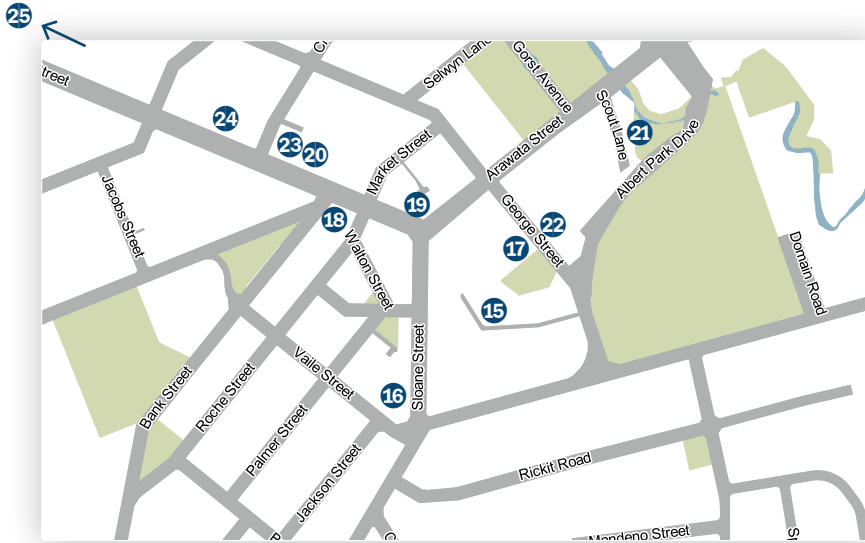 25
treet
Selwyn Lane
Gorst Avenue
24
23
20
Market Street
Arawata Street
Scout Lane
21
Albert Park Drive
Jacobs Street
18
19
Walton Street
George Street
22
17
Domain Road
15
Sloane Street
Vaile Street
16
Bank Street
Roche Street
Palmer Street
Jackson Street
Rickit Road
Mandeno Street